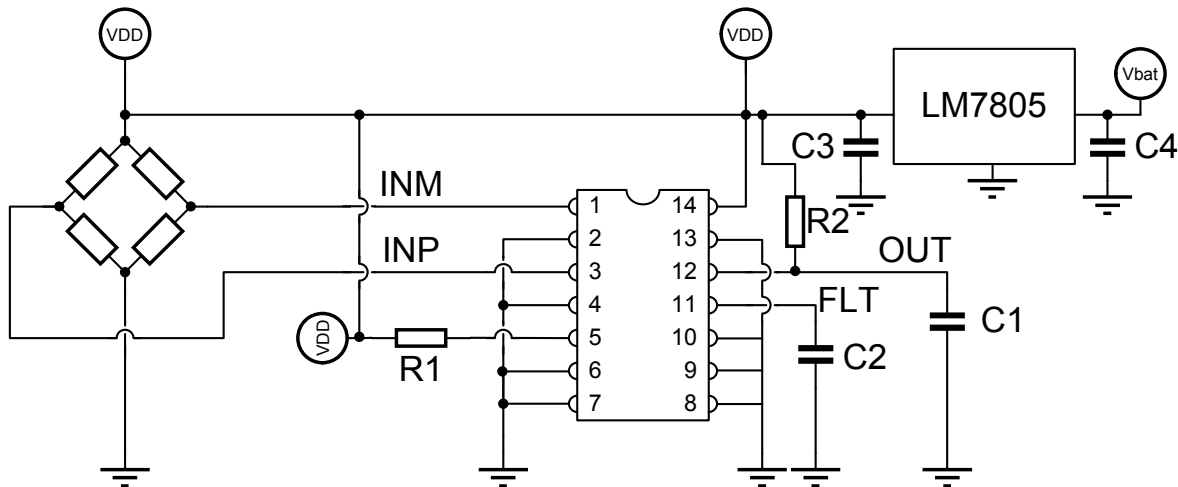 VDD
VDD
Vbat
LM7805
C3
C4
INM
1
14
R2
2
13
INP
3
12
OUT
4
11
FLT
VDD
R1
5
10
C1
6
9
C2
7
8